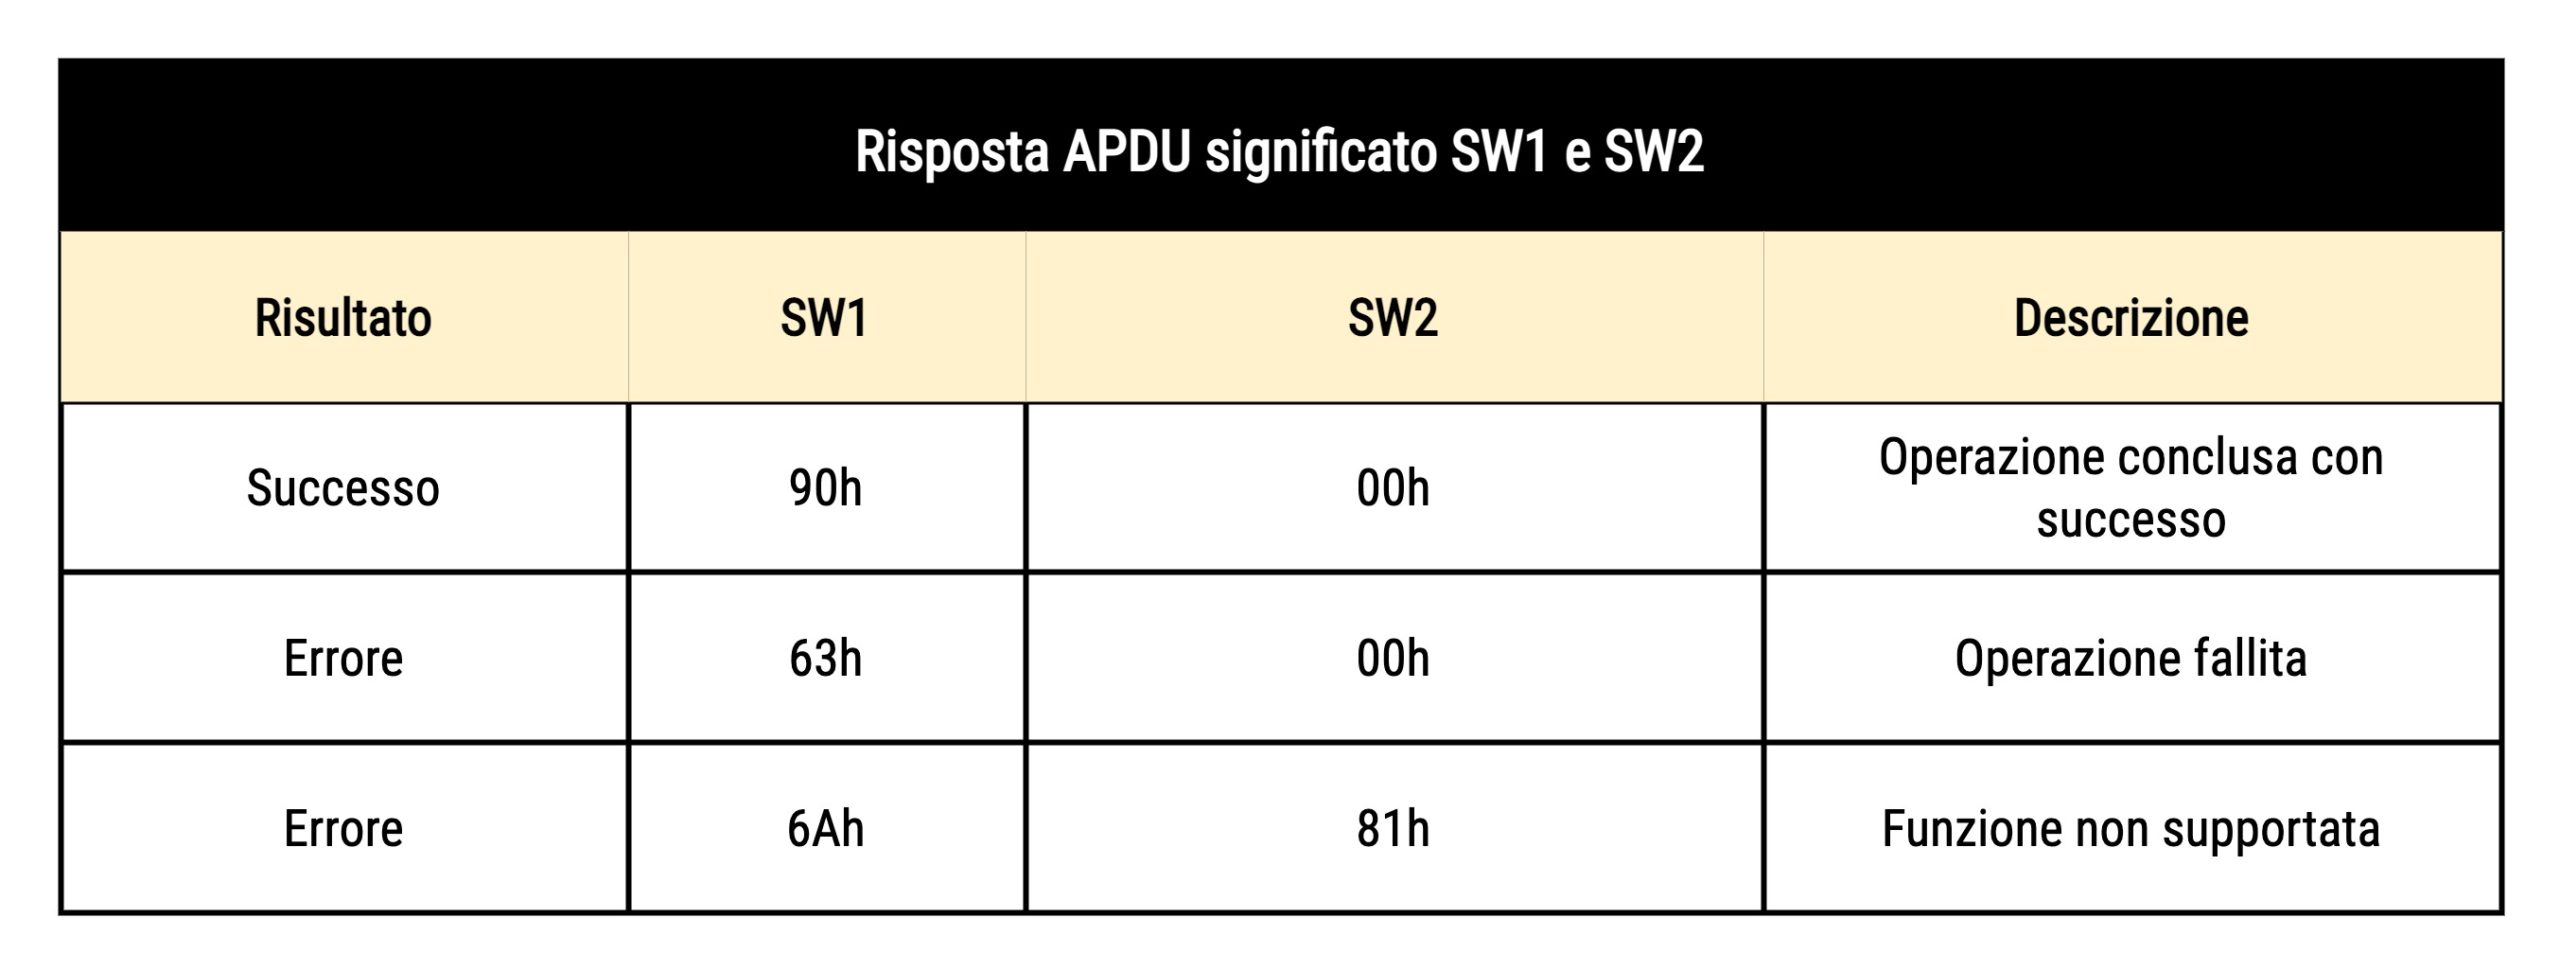 Risposta APDU significato SW1 e SW2
Risultato SW1 SW2 Descrizione
Successo 90h 00h Operazione conclusa con
successo
Errore 63h 00h Operazione fallita
Errore 6Ah 81h Funzione non supportata